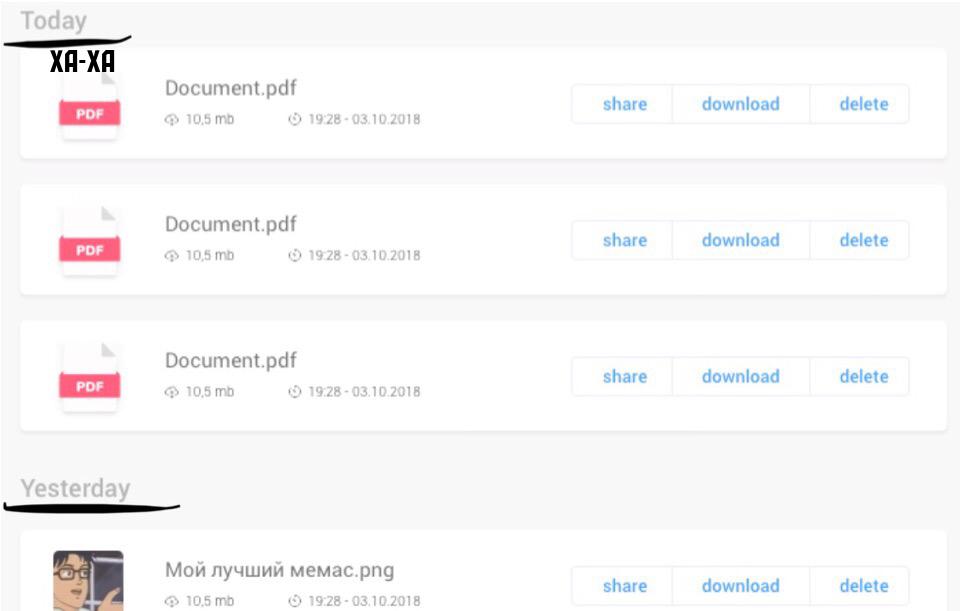 Today
ХА-ХА
Document.pdf
PDF
10,5 mb 19:28 - 03.10.2018
share download delete
Document.pdf
PDF
10,5 mb 19:28 - 03.10.2018
share download delete
Document.pdf
PDF
10,5 mb 19:28 - 03.10.2018
share download delete
Yesterday
Мой лучший мемас.png
10,5 mb 19:28 - 03.10.2018
share download delete